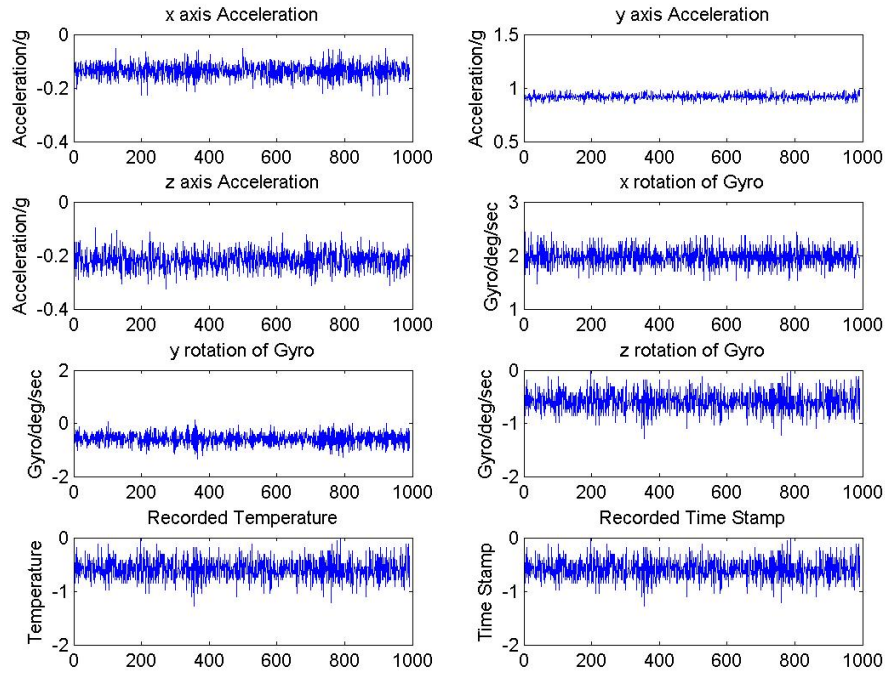 x axis Acceleration
Acceleration/g
0
-0.2
-0.4
0 200 400 600 800 1000
y axis Acceleration
Acceleration/g
1.5
1
0.5
0 200 400 600 800 1000
z axis Acceleration
Acceleration/g
0
-0.2
-0.4
0 200 400 600 800 1000
x rotation of Gyro
Gyro/deg/sec
3
2
1
0 200 400 600 800 1000
y rotation of Gyro
Gyro/deg/sec
2
0
-2
0 200 400 600 800 1000
z rotation of Gyro
Gyro/deg/sec
0
-1
-2
0 200 400 600 800 1000
Recorded Temperature
Temperature
0
-1
-2
0 200 400 600 800 1000
Recorded Time Stamp
Time Stamp
0
-1
-2
0 200 400 600 800 1000